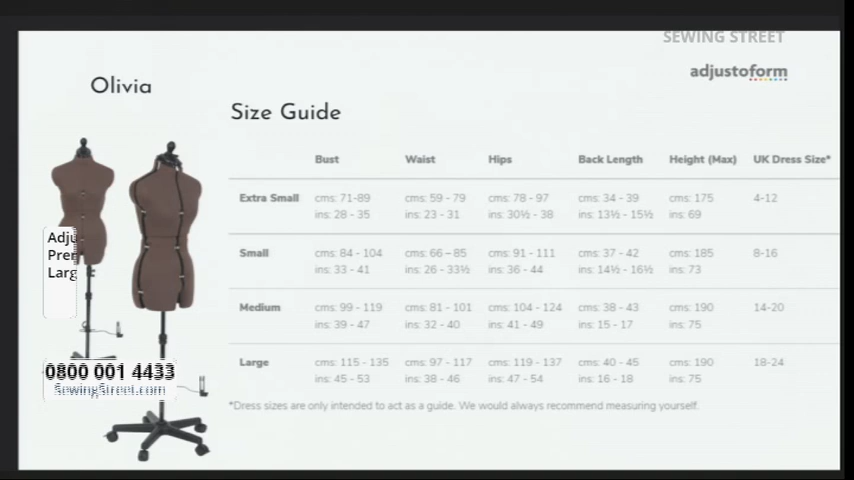 SEWING STREET
adjustoform
Olivia
Size Guide
Bust Waist Hips Back Length Height (Max) UK Dress Size*
Extra Small cms: 71-89 cms: 59 - 79 cms: 78 - 97 cms: 34 - 39 cms: 175 4-12
ins: 28 - 35 ins: 23 - 31 ins: 30½ - 38 ins: 13½ - 15½ ins: 69
Small cms: 84 - 104 cms: 66 – 85 cms: 91 - 111 cms: 37 - 42 cms: 185 8-16
ins: 33 - 41 ins: 26 - 33½ ins: 36 - 44 ins: 14½ - 16½ ins: 73
Medium cms: 99 - 119 cms: 81 - 101 cms: 104 - 124 cms: 38 - 43 cms: 190 14-20
ins: 39 - 47 ins: 32 - 40 ins: 41 - 49 ins: 15 - 17 ins: 75
Large cms: 115 - 135 cms: 97 - 117 cms: 119 - 137 cms: 40 - 45 cms: 190 18-24
ins: 45 - 53 ins: 38 - 46 ins: 47 - 54 ins: 16 - 18 ins: 75
*Dress sizes are only intended to act as a guide. We would always recommend measuring yourself.
Adju
Prer
Larg
0800 001 4433
SewingStreet.com